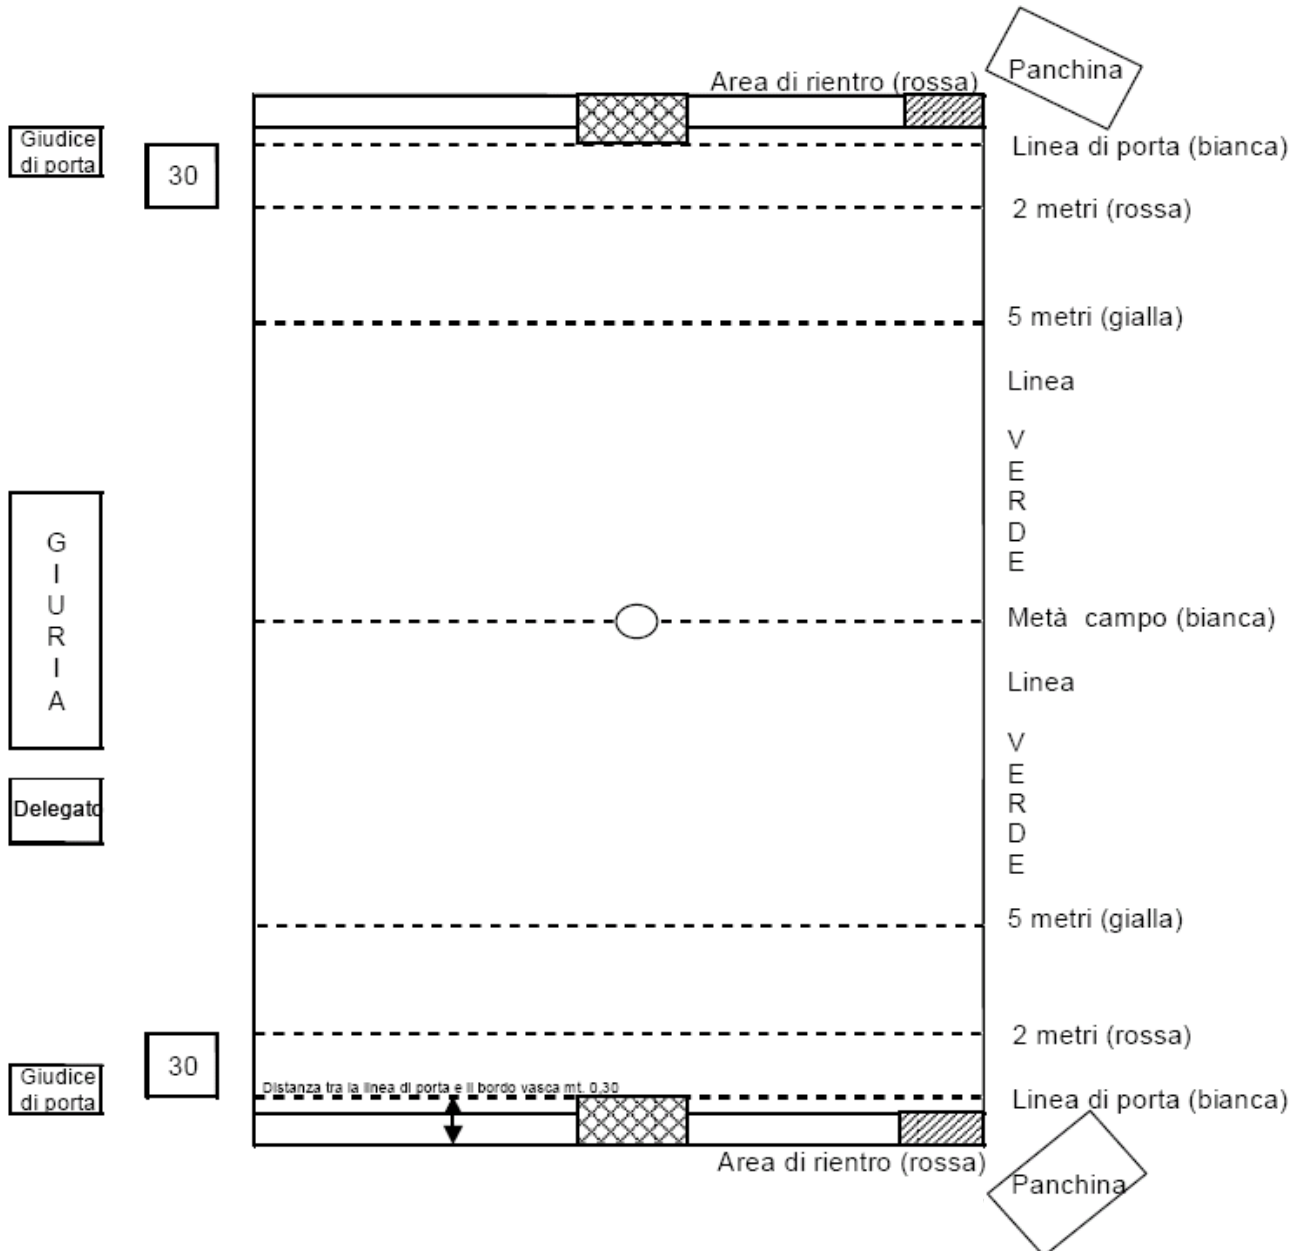 Panchina
Area di rientro (rossa)
Giudice
di porta
30
Linea di porta (bianca)
2 metri (rossa)
5 metri (gialla)
Linea
V
E
R
D
E
G
I
U
R
I
A
Metà campo (bianca)
Linea
V
E
R
D
E
Delegato
5 metri (gialla)
2 metri (rossa)
30
Giudice
di porta
Distanza tra la linea di porta e il bordo vasca mt. 0,30
Linea di porta (bianca)
Area di rientro (rossa)
Panchina